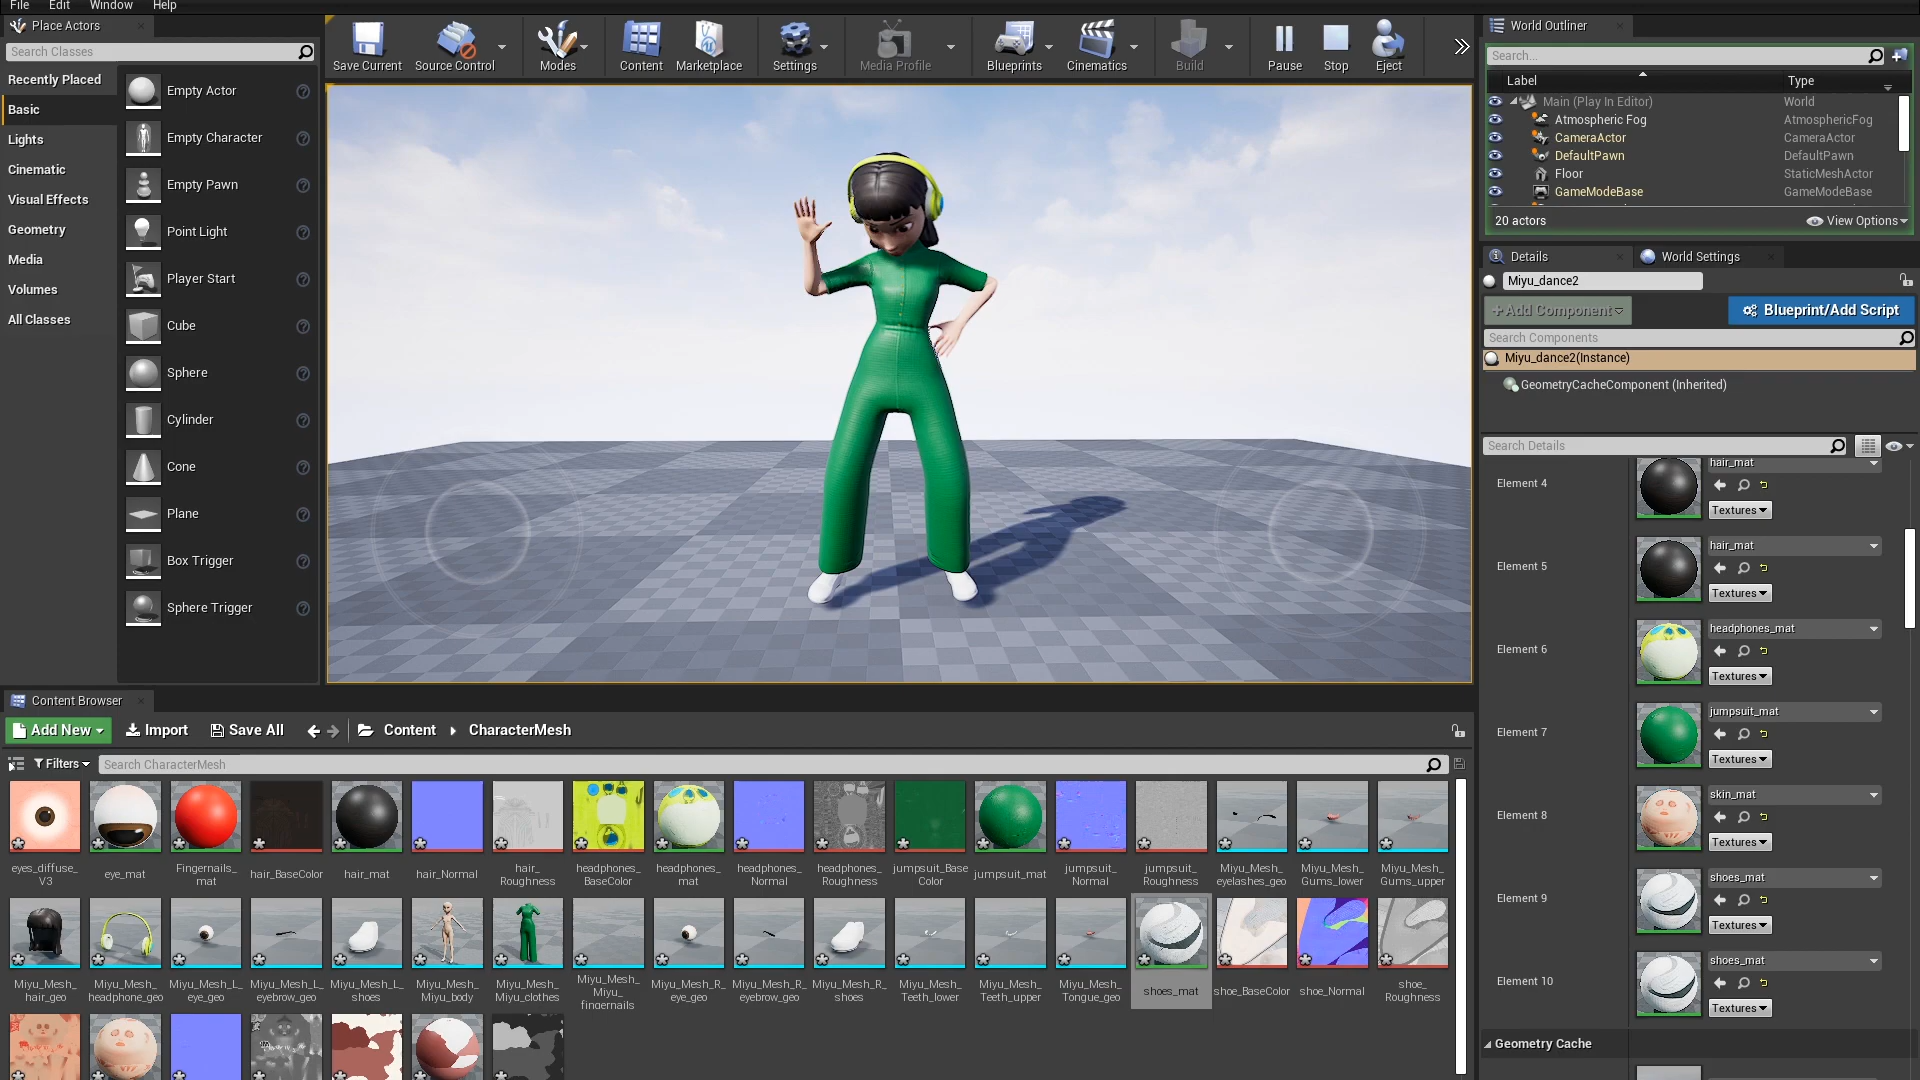 File Edit Window Help
Place Actors
Search Classes
Recently Placed
Basic
Lights
Cinematic
Visual Effects
Geometry
Media
Volumes
All Classes
Empty Actor
Empty Character
Empty Pawn
Point Light
Player Start
Cube
Sphere
Cylinder
Cone
Plane
Box Trigger
Sphere Trigger
Save Current
Source Control
Modes
Content
Marketplace
Settings
Media Profile
Blueprints
Cinematics
Build
Pause
Stop
Eject
World Outliner
Search...
Label Type
Main (Play In Editor) World
Atmospheric Fog AtmosphericFog
CameraActor CameraActor
DefaultPawn DefaultPawn
Floor StaticMeshActor
GameModeBase GameModeBase
20 actors View Options
Details World Settings
Miyu_dance2
+Add Component Blueprint/Add Script
Search Components
Miyu_dance2(Instance)
GeometryCacheComponent (Inherited)
Search Details
hair_mat
Element 4
Textures
hair_mat
Element 5
Textures
headphones_mat
Element 6
Textures
jumpsuit_mat
Element 7
Textures
skin_mat
Element 8
Textures
shoes_mat
Element 9
Textures
shoes_mat
Element 10
Textures
Geometry Cache
Content Browser
Add New Import Save All Content CharacterMesh
Filters Search CharacterMesh
eyes_diffuse_
V3
eye_mat
Fingernails_
mat
hair_BaseColor
hair_mat
hair_Normal
hair_
Roughness
headphones_
BaseColor
headphones_
mat
headphones_
Normal
headphones_
Roughness
jumpsuit_Base
Color
jumpsuit_mat
jumpsuit_
Normal
jumpsuit_
Roughness
Miyu_Mesh_
eyelashes_geo
Miyu_Mesh_
Gums_lower
Miyu_Mesh_
Gums_upper
Miyu_Mesh_
hair_geo
Miyu_Mesh_
headphone_geo
Miyu_Mesh_L_
eye_geo
Miyu_Mesh_L_
eyebrow_geo
Miyu_Mesh_L_
shoes
Miyu_Mesh_
Miyu_body
Miyu_Mesh_
Miyu_clothes
Miyu_Mesh_
Miyu_
fingernails
Miyu_Mesh_R_
eye_geo
Miyu_Mesh_R_
eyebrow_geo
Miyu_Mesh_R_
shoes
Miyu_Mesh_
Teeth_lower
Miyu_Mesh_
Teeth_upper
Miyu_Mesh_
Tongue_geo
shoes_mat
shoe_BaseColor
shoe_Normal
shoe_
Roughness